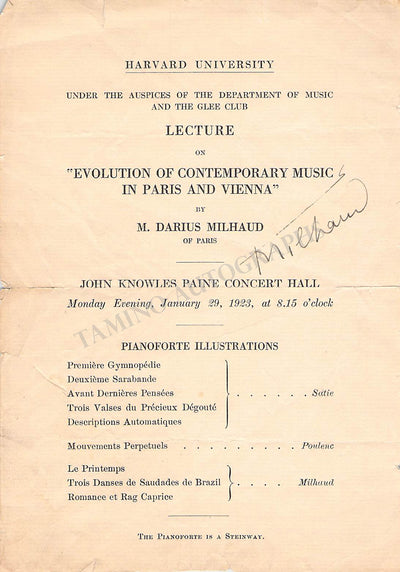 HARVARD UNIVERSITY
UNDER THE AUSPICES OF THE DEPARTMENT OF MUSIC
AND THE GLEE CLUB
LECTURE
ON
"EVOLUTION OF CONTEMPORARY MUSIC
IN PARIS AND VIENNA"
BY
M. DARIUS MILHAUD
OF PARIS
Milhaud
JOHN KNOWLES PAINE CONCERT HALL
Monday Evening, January 29, 1923, at 8.15 o'clock
TAMINO AUTOGRAPHS
PIANOFORTE ILLUSTRATIONS
Première Gymnopédie
Deuxième Sarabande
Avant Dernières Pensées . . . . . . . Satie
Trois Valses du Précieux Dégouté
Descriptions Automatiques
Mouvements Perpetuels . . . . . . . . . Poulenc
Le Printemps
Trois Danses de Saudades de Brazil . . . . Milhaud
Romance et Rag Caprice
THE PIANOFORTE IS A STEINWAY.